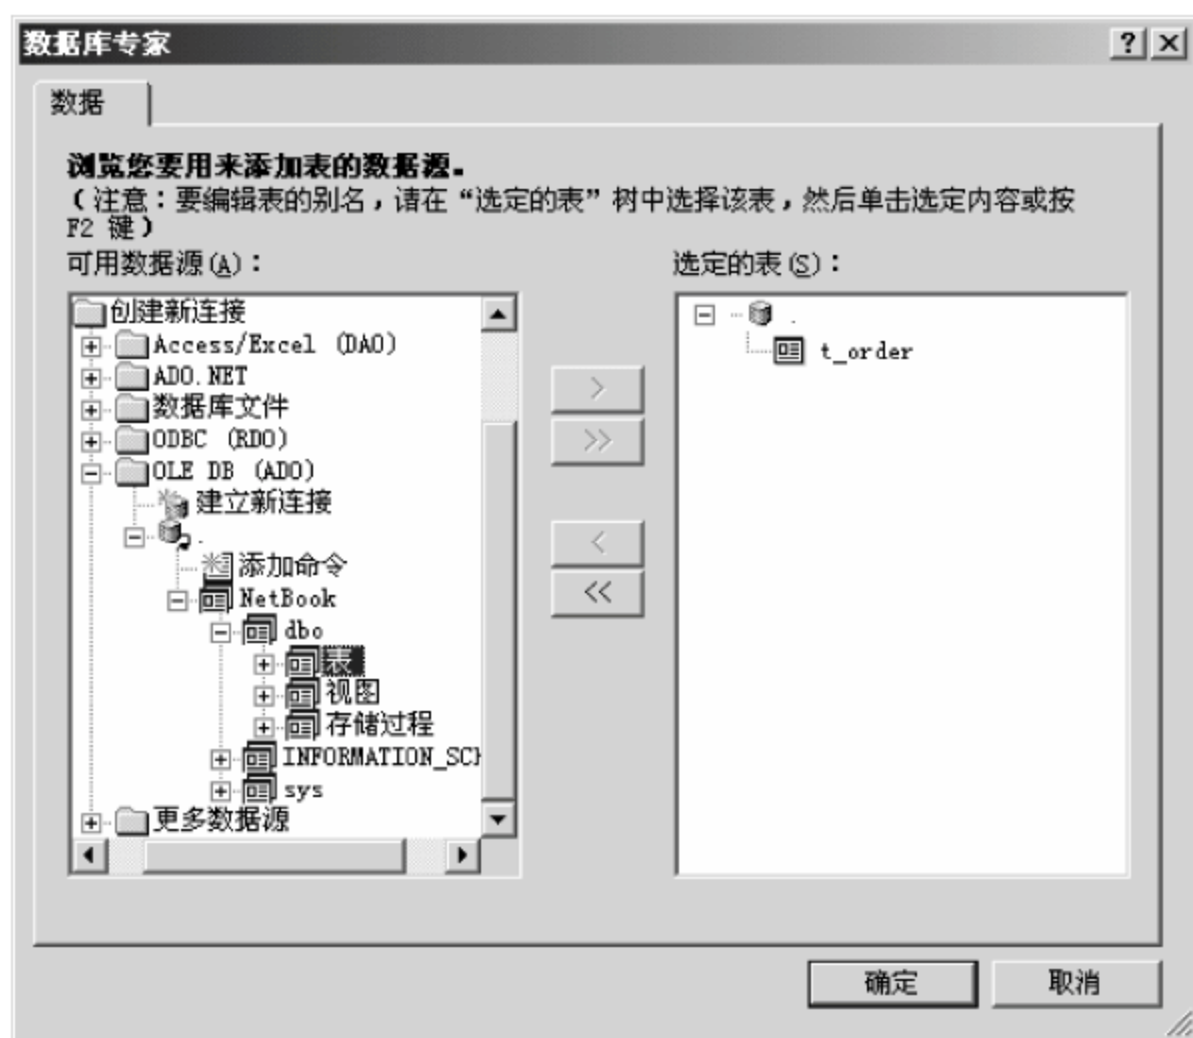 数据库专家
数据
浏览您要用来添加表的数据源。
(注意：要编辑表的别名，请在“选定的表”树中选择该表，然后单击选定内容或按
F2 键)
可用数据源(A)：
选定的表(S)：
创建新连接
Access/Excel (DAO)
ADO.NET
数据库文件
ODBC (RDO)
OLE DB (ADO)
建立新连接
.
添加命令
NetBook
dbo
表
视图
存储过程
INFORMATION_SCH
sys
更多数据源
>
>>
<
<<
.
t_order
确定
取消